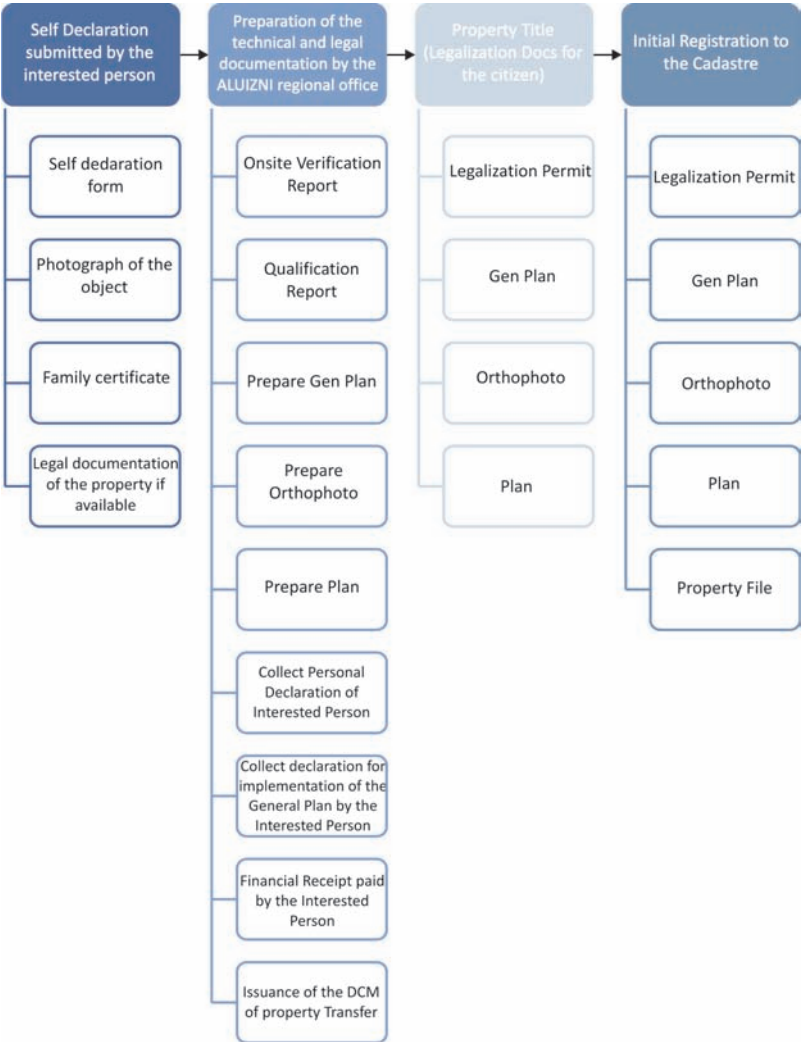 Self Declaration
submitted by the
interested person
Self dedaration
form
Photograph of the
object
Family certificate
Legal documentation
of the property if
available
Preparation of the
technical and legal
documentation by the
ALUIZNI regional office
Onsite Verification
Report
Qualification
Report
Prepare Gen Plan
Prepare
Orthophoto
Prepare Plan
Collect Personal
Declaration of
Interested Person
Collect declaration for
implementation of the
General Plan by the
Interested Person
Financial Receipt paid
by the Interested
Person
Issuance of the DCM
of property Transfer
Property Title
(Legalization Docs for
the citizen)
Legalization Permit
Gen Plan
Orthophoto
Plan
Initial Registration to
the Cadastre
Legalization Permit
Gen Plan
Orthophoto
Plan
Property File